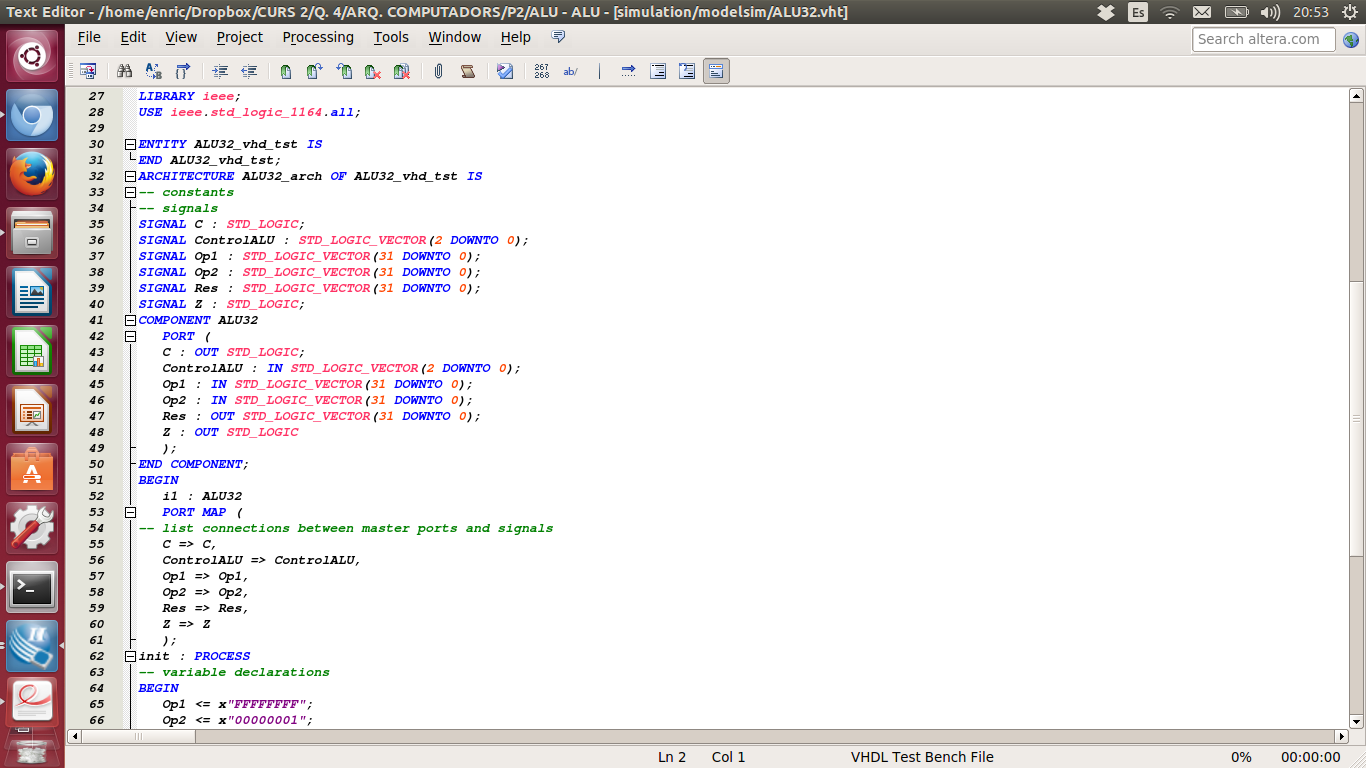 Text Editor - /home/enric/Dropbox/CURS 2/Q. 4/ARQ. COMPUTADORS/P2/ALU - ALU - [simulation/modelsim/ALU32.vht]
Es
20:53
File Edit View Project Processing Tools Window Help
Search altera.com
267
268
ab/
27 LIBRARY ieee;
28 USE ieee.std_logic_1164.all;
29
30 ENTITY ALU32_vhd_tst IS
31 END ALU32_vhd_tst;
32 ARCHITECTURE ALU32_arch OF ALU32_vhd_tst IS
33 -- constants
34 -- signals
35 SIGNAL C : STD_LOGIC;
36 SIGNAL ControlALU : STD_LOGIC_VECTOR(2 DOWNTO 0);
37 SIGNAL Op1 : STD_LOGIC_VECTOR(31 DOWNTO 0);
38 SIGNAL Op2 : STD_LOGIC_VECTOR(31 DOWNTO 0);
39 SIGNAL Res : STD_LOGIC_VECTOR(31 DOWNTO 0);
40 SIGNAL Z : STD_LOGIC;
41 COMPONENT ALU32
42 PORT (
43 C : OUT STD_LOGIC;
44 ControlALU : IN STD_LOGIC_VECTOR(2 DOWNTO 0);
45 Op1 : IN STD_LOGIC_VECTOR(31 DOWNTO 0);
46 Op2 : IN STD_LOGIC_VECTOR(31 DOWNTO 0);
47 Res : OUT STD_LOGIC_VECTOR(31 DOWNTO 0);
48 Z : OUT STD_LOGIC
49 );
50 END COMPONENT;
51 BEGIN
52 i1 : ALU32
53 PORT MAP (
54 -- list connections between master ports and signals
55 C => C,
56 ControlALU => ControlALU,
57 Op1 => Op1,
58 Op2 => Op2,
59 Res => Res,
60 Z => Z
61 );
62 init : PROCESS
63 -- variable declarations
64 BEGIN
65 Op1 <= x"FFFFFFFF";
66 Op2 <= x"00000001";
Ln 2 Col 1 VHDL Test Bench File 0% 00:00:00